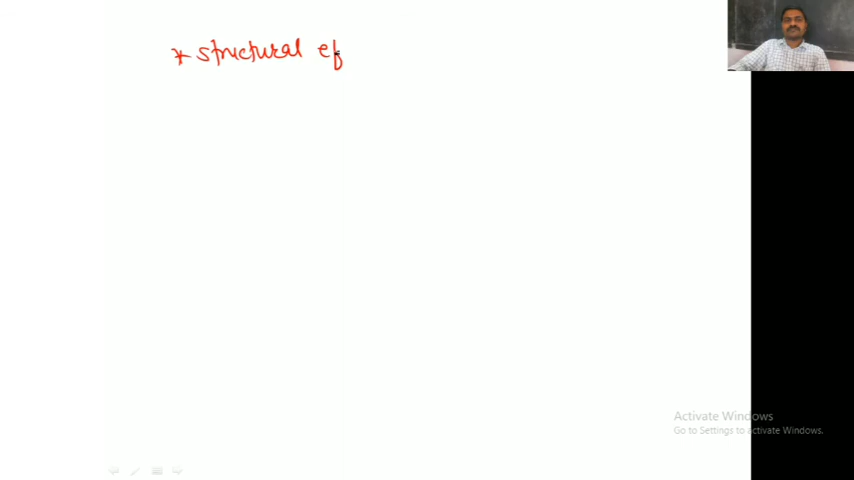 * structural ef
Activate Windows
Go to Settings to activate Windows.